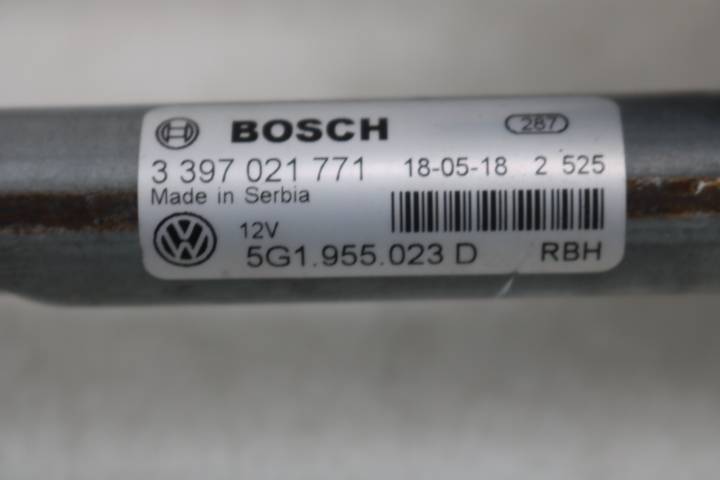 BOSCH 287
3 397 021 771 18-05-18 2 525
Made in Serbia
12V
5G1.955.023 D RBH